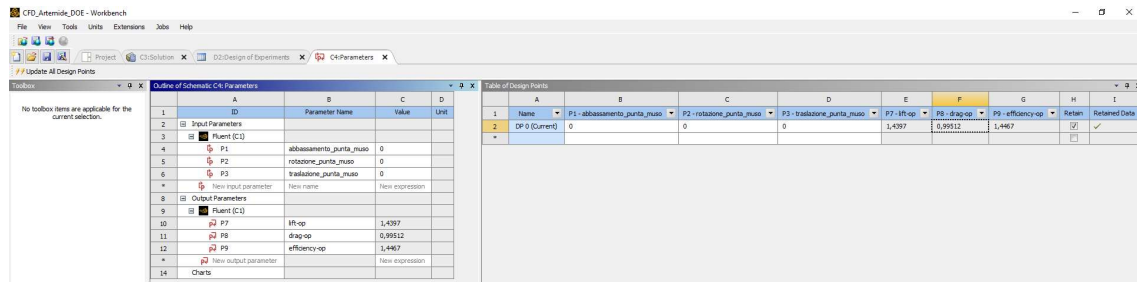 CFD_Artemide_DOE - Workbench
File View Tools Units Extensions Jobs Help
Project C3:Solution D2:Design of Experiments C4:Parameters
Update All Design Points
Toolbox
No toolbox items are applicable for the
current selection.
Outline of Schematic C4: Parameters
A B C D
1 ID Parameter Name Value Unit
2 Input Parameters
3 Fluent (C1)
4 P1 abbassamento_punta_muso 0
5 P2 rotazione_punta_muso 0
6 P3 traslazione_punta_muso 0
* New input parameter New name New expression
8 Output Parameters
9 Fluent (C1)
10 P7 lift-op 1,4397
11 P8 drag-op 0,99512
12 P9 efficiency-op 1,4467
* New output parameter New expression
14 Charts
Table of Design Points
A B C D E F G H I
1 Name P1 - abbassamento_punta_muso P2 - rotazione_punta_muso P3 - traslazione_punta_muso P7 - lift-op P8 - drag-op P9 - efficiency-op Retain Retained Data
2 DP 0 (Current) 0 0 0 1,4397 0,99512 1,4467
*